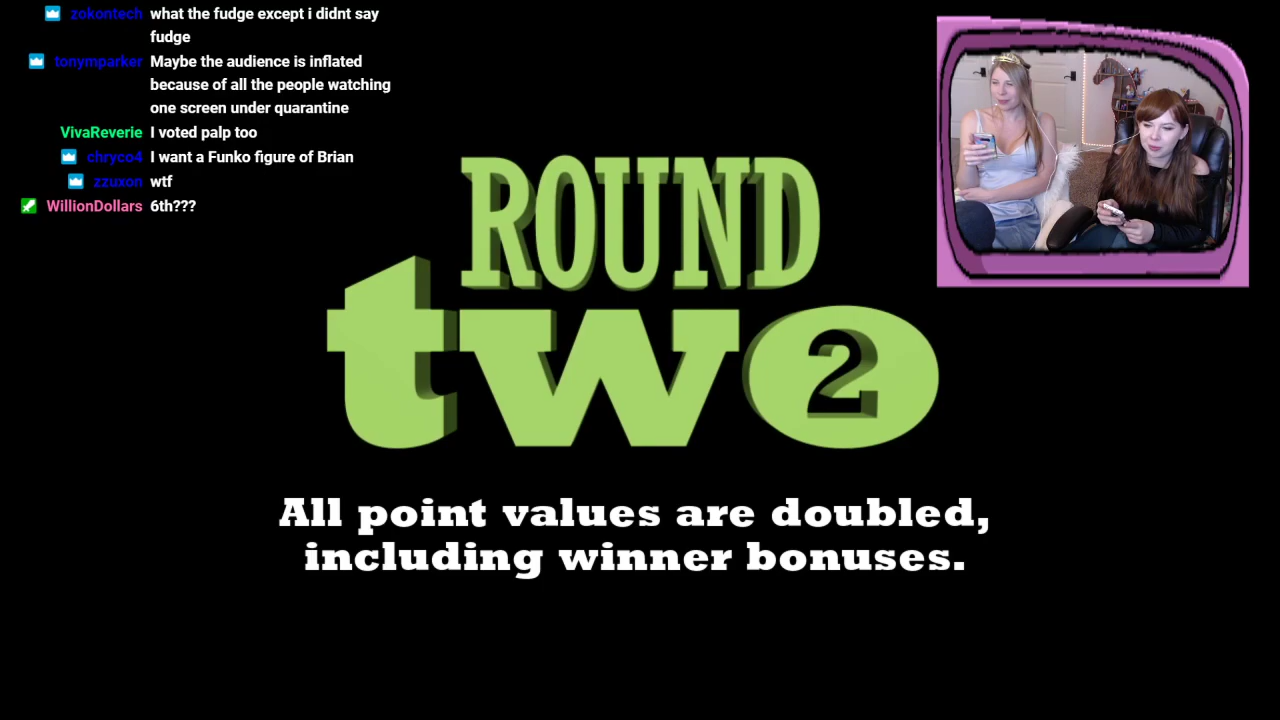 zokontech what the fudge except i didnt say
fudge
tonymparker Maybe the audience is inflated
because of all the people watching
one screen under quarantine
VivaReverie I voted palp too
chryco4 I want a Funko figure of Brian
zzuxon wtf
WillionDollars 6th???
ROUND
two
2
All point values are doubled,
including winner bonuses.